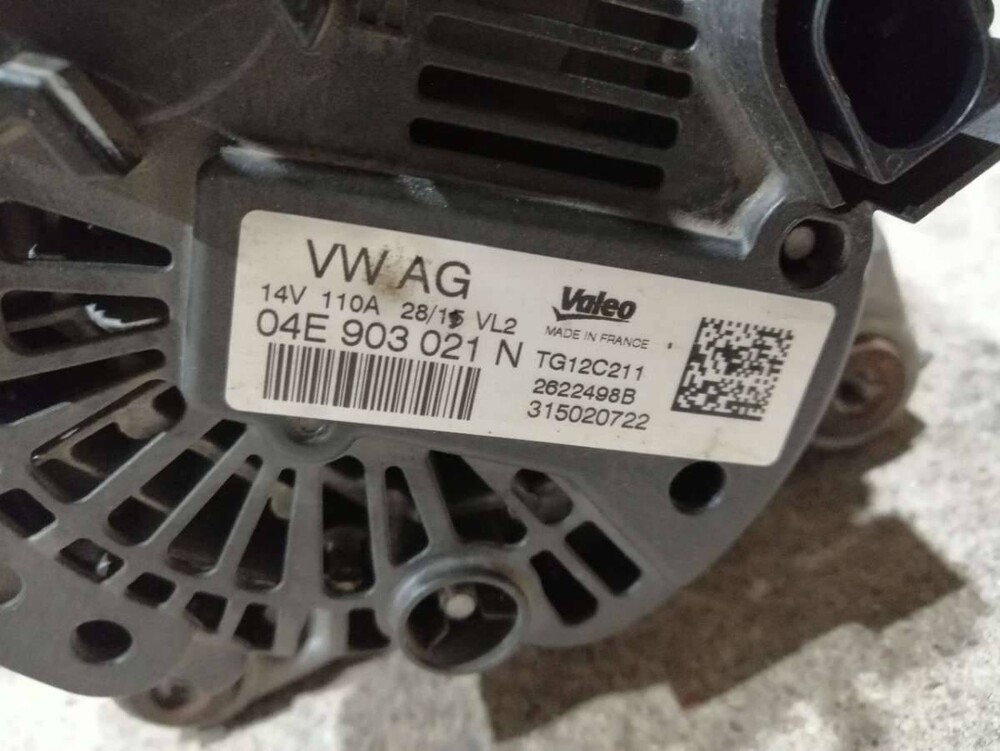 VW AG
14V 110A 28/15 VL2
04E 903 021 N
Valeo
MADE IN FRANCE
TG12C211
2622498B
315020722